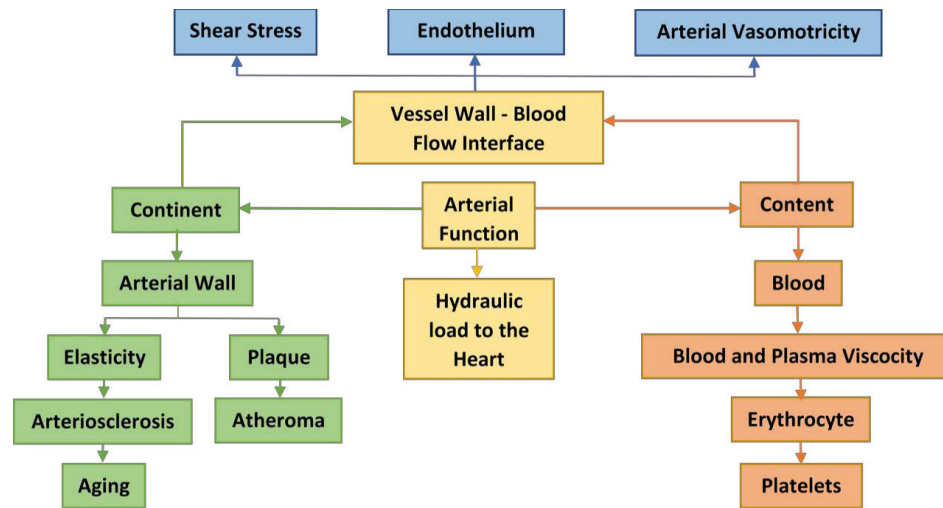 Shear Stress
Endothelium
Arterial Vasomotricity
Vessel Wall - Blood
Flow Interface
Continent
Arterial
Function
Content
Arterial Wall
Hydraulic
load to the
Heart
Blood
Elasticity
Plaque
Blood and Plasma Viscocity
Arteriosclerosis
Atheroma
Erythrocyte
Aging
Platelets